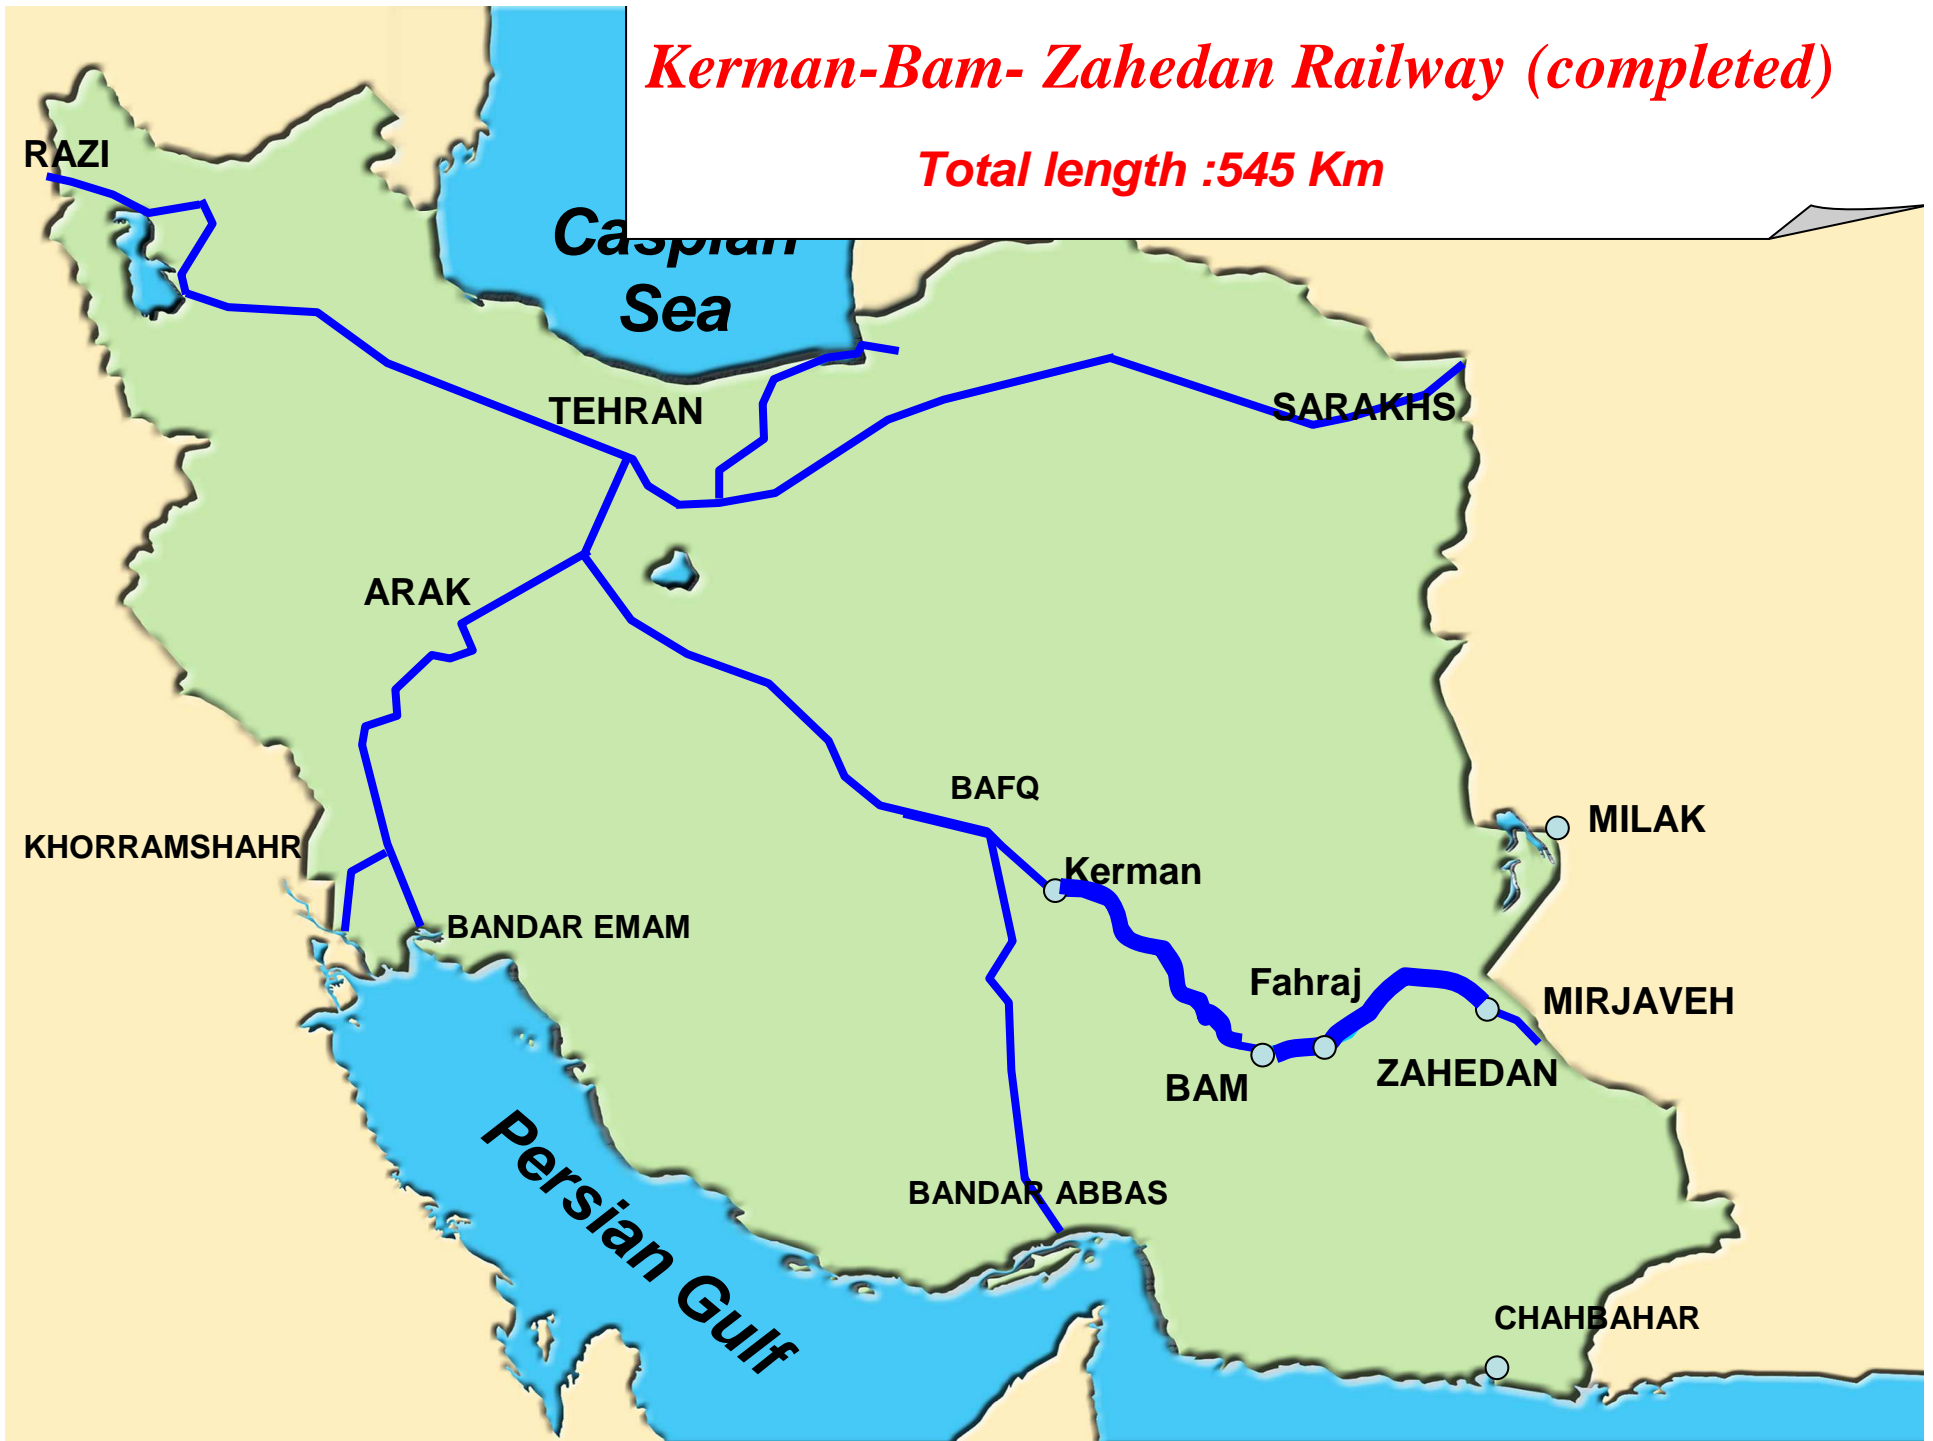 Kerman-Bam- Zahedan Railway (completed)
Total length :545 Km
RAZI
Caspian
Sea
TEHRAN
SARAKHS
ARAK
BAFQ
MILAK
KHORRAMSHAHR
Kerman
BANDAR EMAM
Fahraj
MIRJAVEH
ZAHEDAN
BAM
Persian Gulf
BANDAR ABBAS
CHAHBAHAR